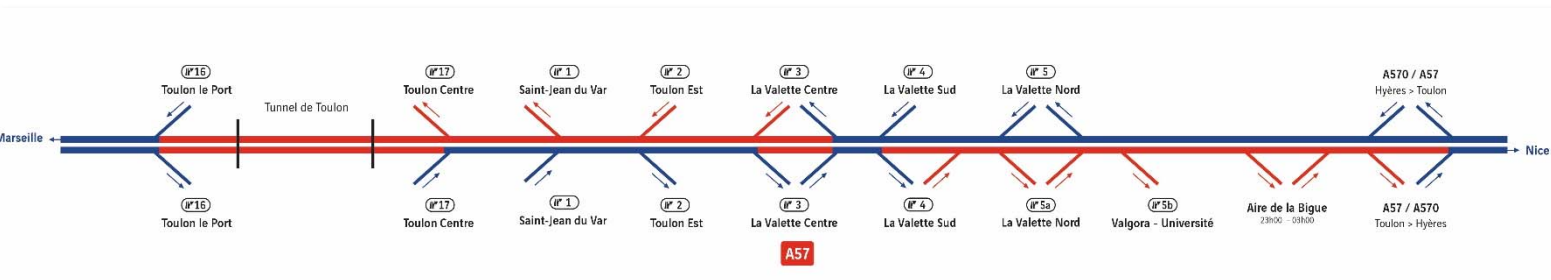 n°16
Toulon le Port
Tunnel de Toulon
n°17
Toulon Centre
n° 1
Saint-Jean du Var
n° 2
Toulon Est
n° 3
La Valette Centre
n° 4
La Valette Sud
n° 5
La Valette Nord
A570 / A57
Hyères > Toulon
Marseille
Nice
n°16
Toulon le Port
n°17
Toulon Centre
n° 1
Saint-Jean du Var
n° 2
Toulon Est
n° 3
La Valette Centre
n° 4
La Valette Sud
n°5a
La Valette Nord
n°5b
Valgora - Université
Aire de la Bigue
23h00 - 03h00
A57 / A570
Toulon > Hyères
A57